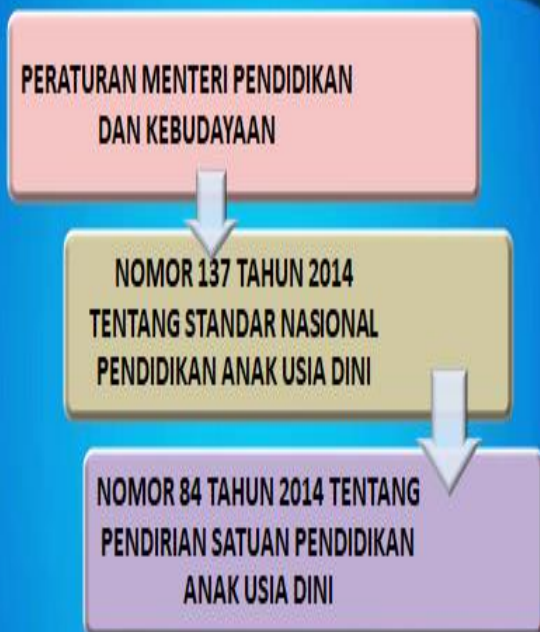 PERATURAN MENTERI PENDIDIKAN
DAN KEBUDAYAAN
NOMOR 137 TAHUN 2014
TENTANG STANDAR NASIONAL
PENDIDIKAN ANAK USIA DINI
NOMOR 84 TAHUN 2014 TENTANG
PENDIRIAN SATUAN PENDIDIKAN
ANAK USIA DINI